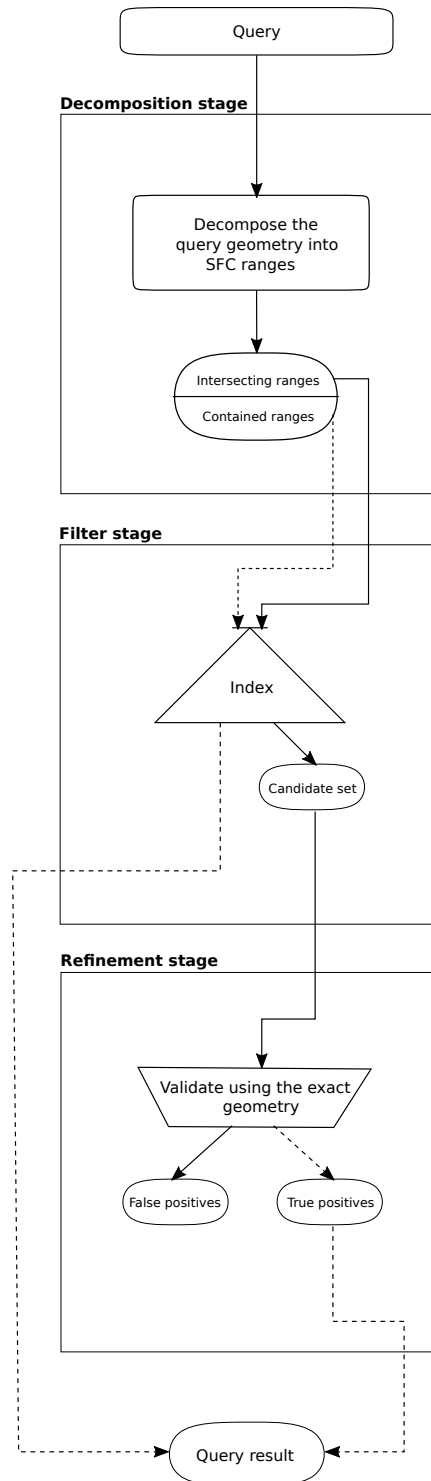 Query
Decomposition stage
Decompose the
query geometry into
SFC ranges
Intersecting ranges
Contained ranges
Filter stage
Index
Candidate set
Refinement stage
Validate using the exact
geometry
False positives
True positives
Query result